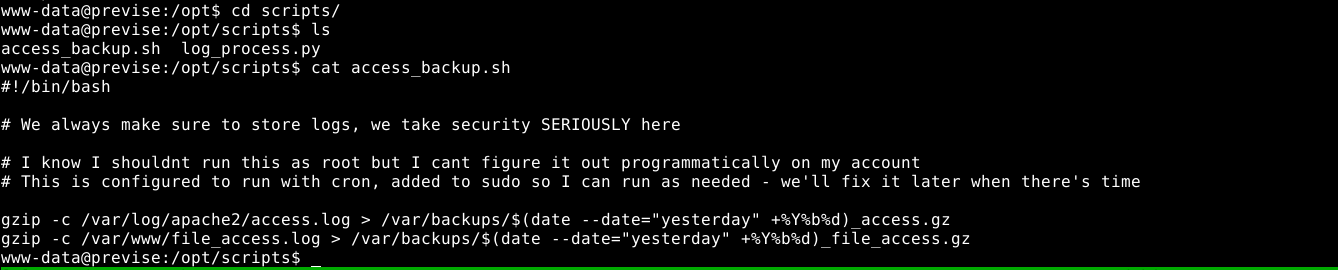 www-data@previse:/opt$ cd scripts/
www-data@previse:/opt/scripts$ ls
access_backup.sh  log_process.py
www-data@previse:/opt/scripts$ cat access_backup.sh
#!/bin/bash

# We always make sure to store logs, we take security SERIOUSLY here

# I know I shouldnt run this as root but I cant figure it out programmatically on my account
# This is configured to run with cron, added to sudo so I can run as needed - we'll fix it later when there's time

gzip -c /var/log/apache2/access.log > /var/backups/$(date --date="yesterday" +%Y%b%d)_access.gz
gzip -c /var/www/file_access.log > /var/backups/$(date --date="yesterday" +%Y%b%d)_file_access.gz
www-data@previse:/opt/scripts$ _